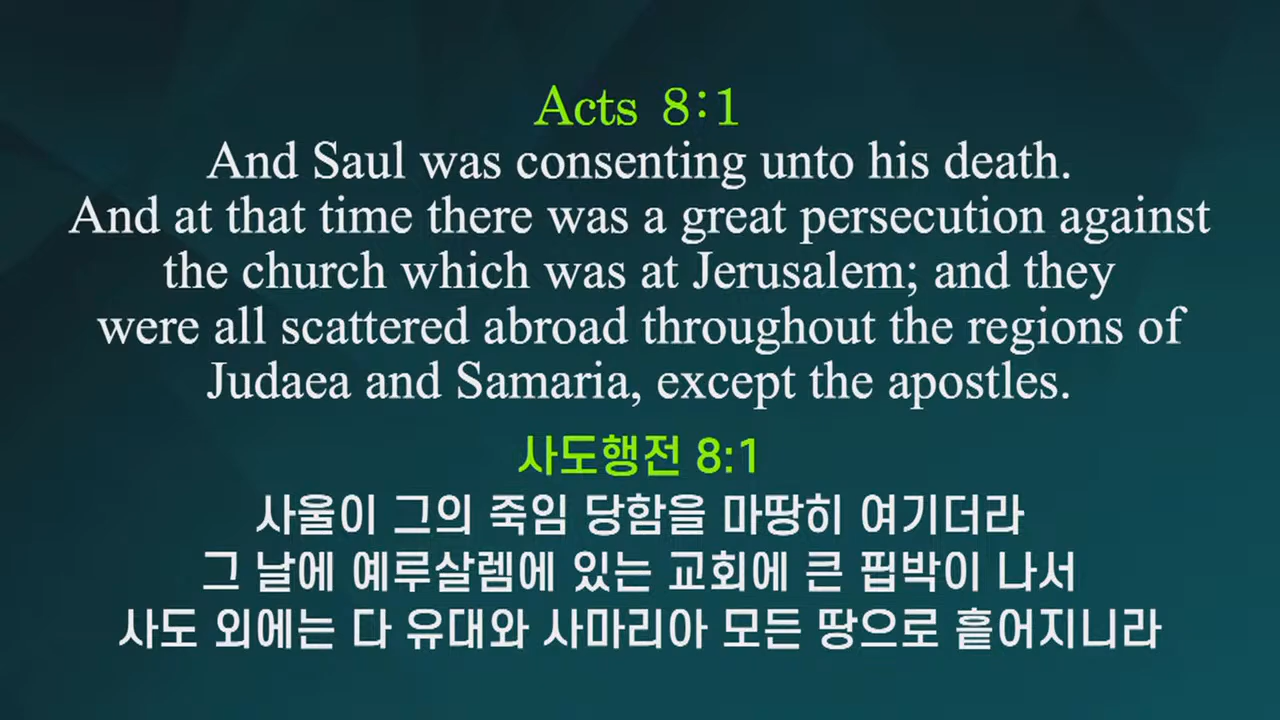 Acts 8:1
And Saul was consenting unto his death.
And at that time there was a great persecution against
the church which was at Jerusalem; and they
were all scattered abroad throughout the regions of
Judaea and Samaria, except the apostles.
사도행전 8:1
사울이 그의 죽임 당함을 마땅히 여기더라
그 날에 예루살렘에 있는 교회에 큰 핍박이 나서
사도 외에는 다 유대와 사마리아 모든 땅으로 흩어지니라